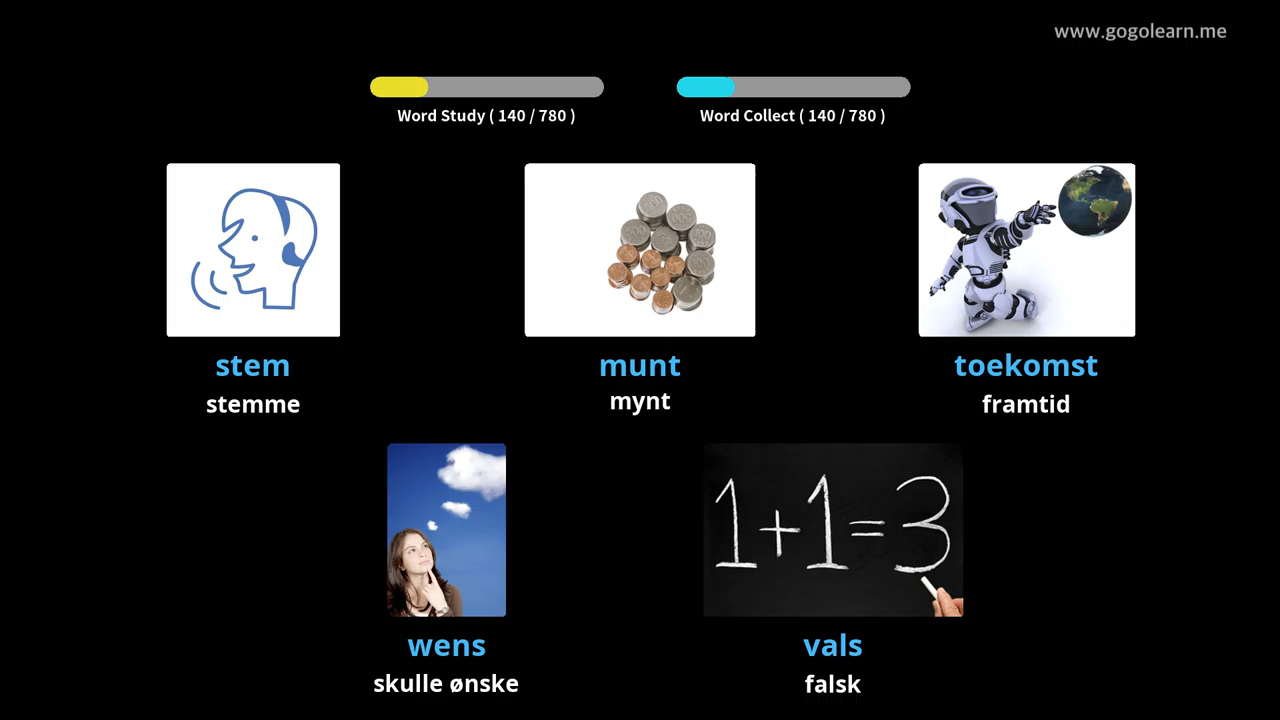 www.gogolearn.me
Word Study ( 140 / 780 )
Word Collect ( 140 / 780 )
stem
stemme
munt
mynt
toekomst
framtid
1+1=3
wens
skulle ønske
vals
falsk